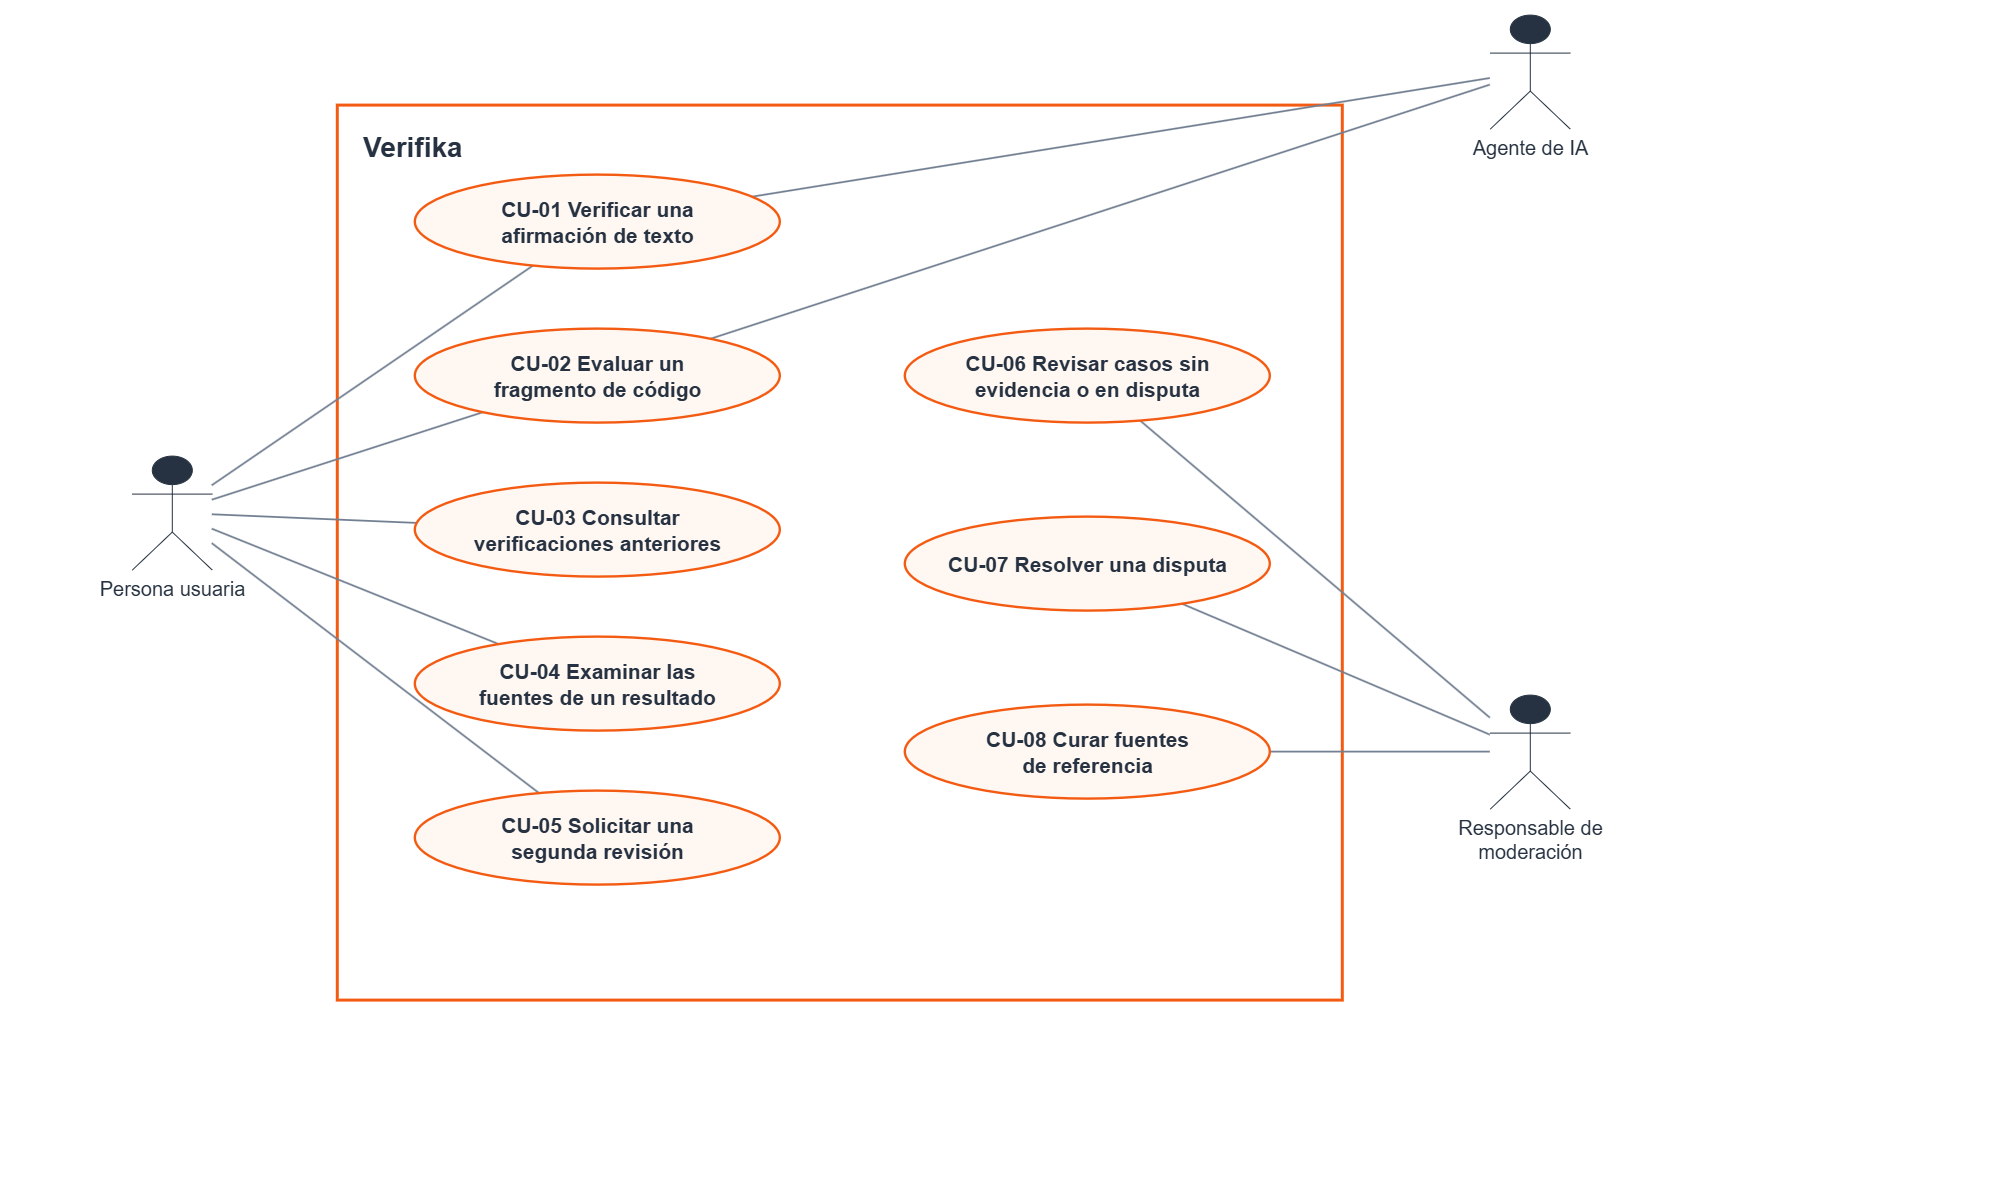 Agente de IA
Verifika
CU-01 Verificar una
afirmación de texto
CU-02 Evaluar un
fragmento de código
CU-03 Consultar
verificaciones anteriores
CU-04 Examinar las
fuentes de un resultado
CU-05 Solicitar una
segunda revisión
CU-06 Revisar casos sin
evidencia o en disputa
CU-07 Resolver una disputa
CU-08 Curar fuentes
de referencia
Persona usuaria
Responsable de
moderación